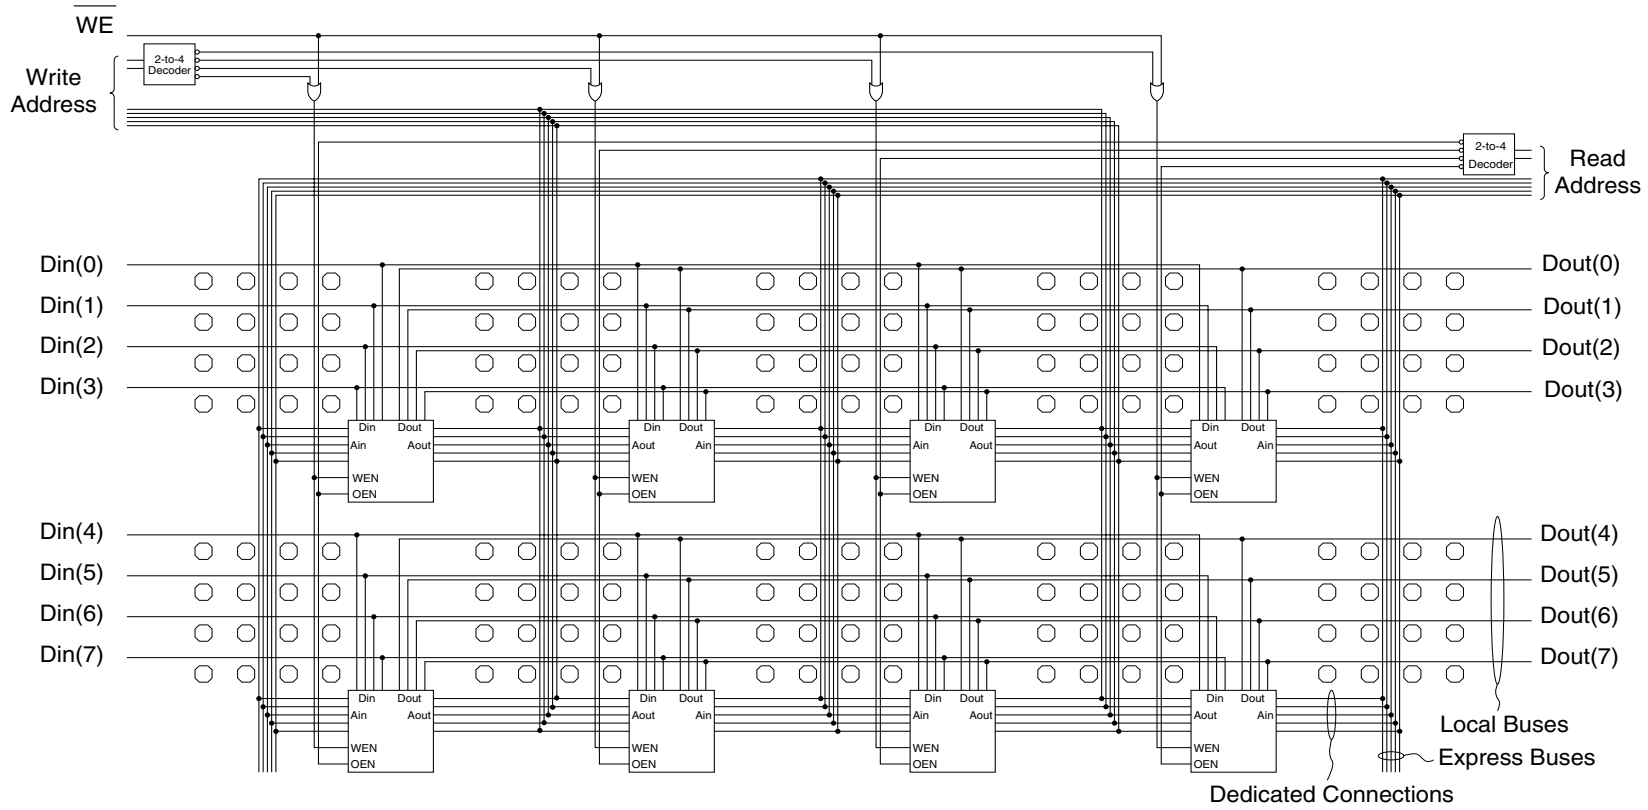 WE
Write
Address
2-to-4
Decoder
2-to-4
Decoder
Read
Address
Din(0)
Dout(0)
Din(1)
Dout(1)
Din(2)
Dout(2)
Din(3)
Dout(3)
Din Dout
Ain Aout
WEN
OEN
Din Dout
Aout Ain
WEN
OEN
Din Dout
Ain Aout
WEN
OEN
Din Dout
Aout Ain
WEN
OEN
Din(4)
Dout(4)
Din(5)
Dout(5)
Din(6)
Dout(6)
Din(7)
Dout(7)
Din Dout
Ain Aout
WEN
OEN
Din Dout
Aout Ain
WEN
OEN
Din Dout
Ain Aout
WEN
OEN
Din Dout
Aout Ain
WEN
OEN
Local Buses
Express Buses
Dedicated Connections